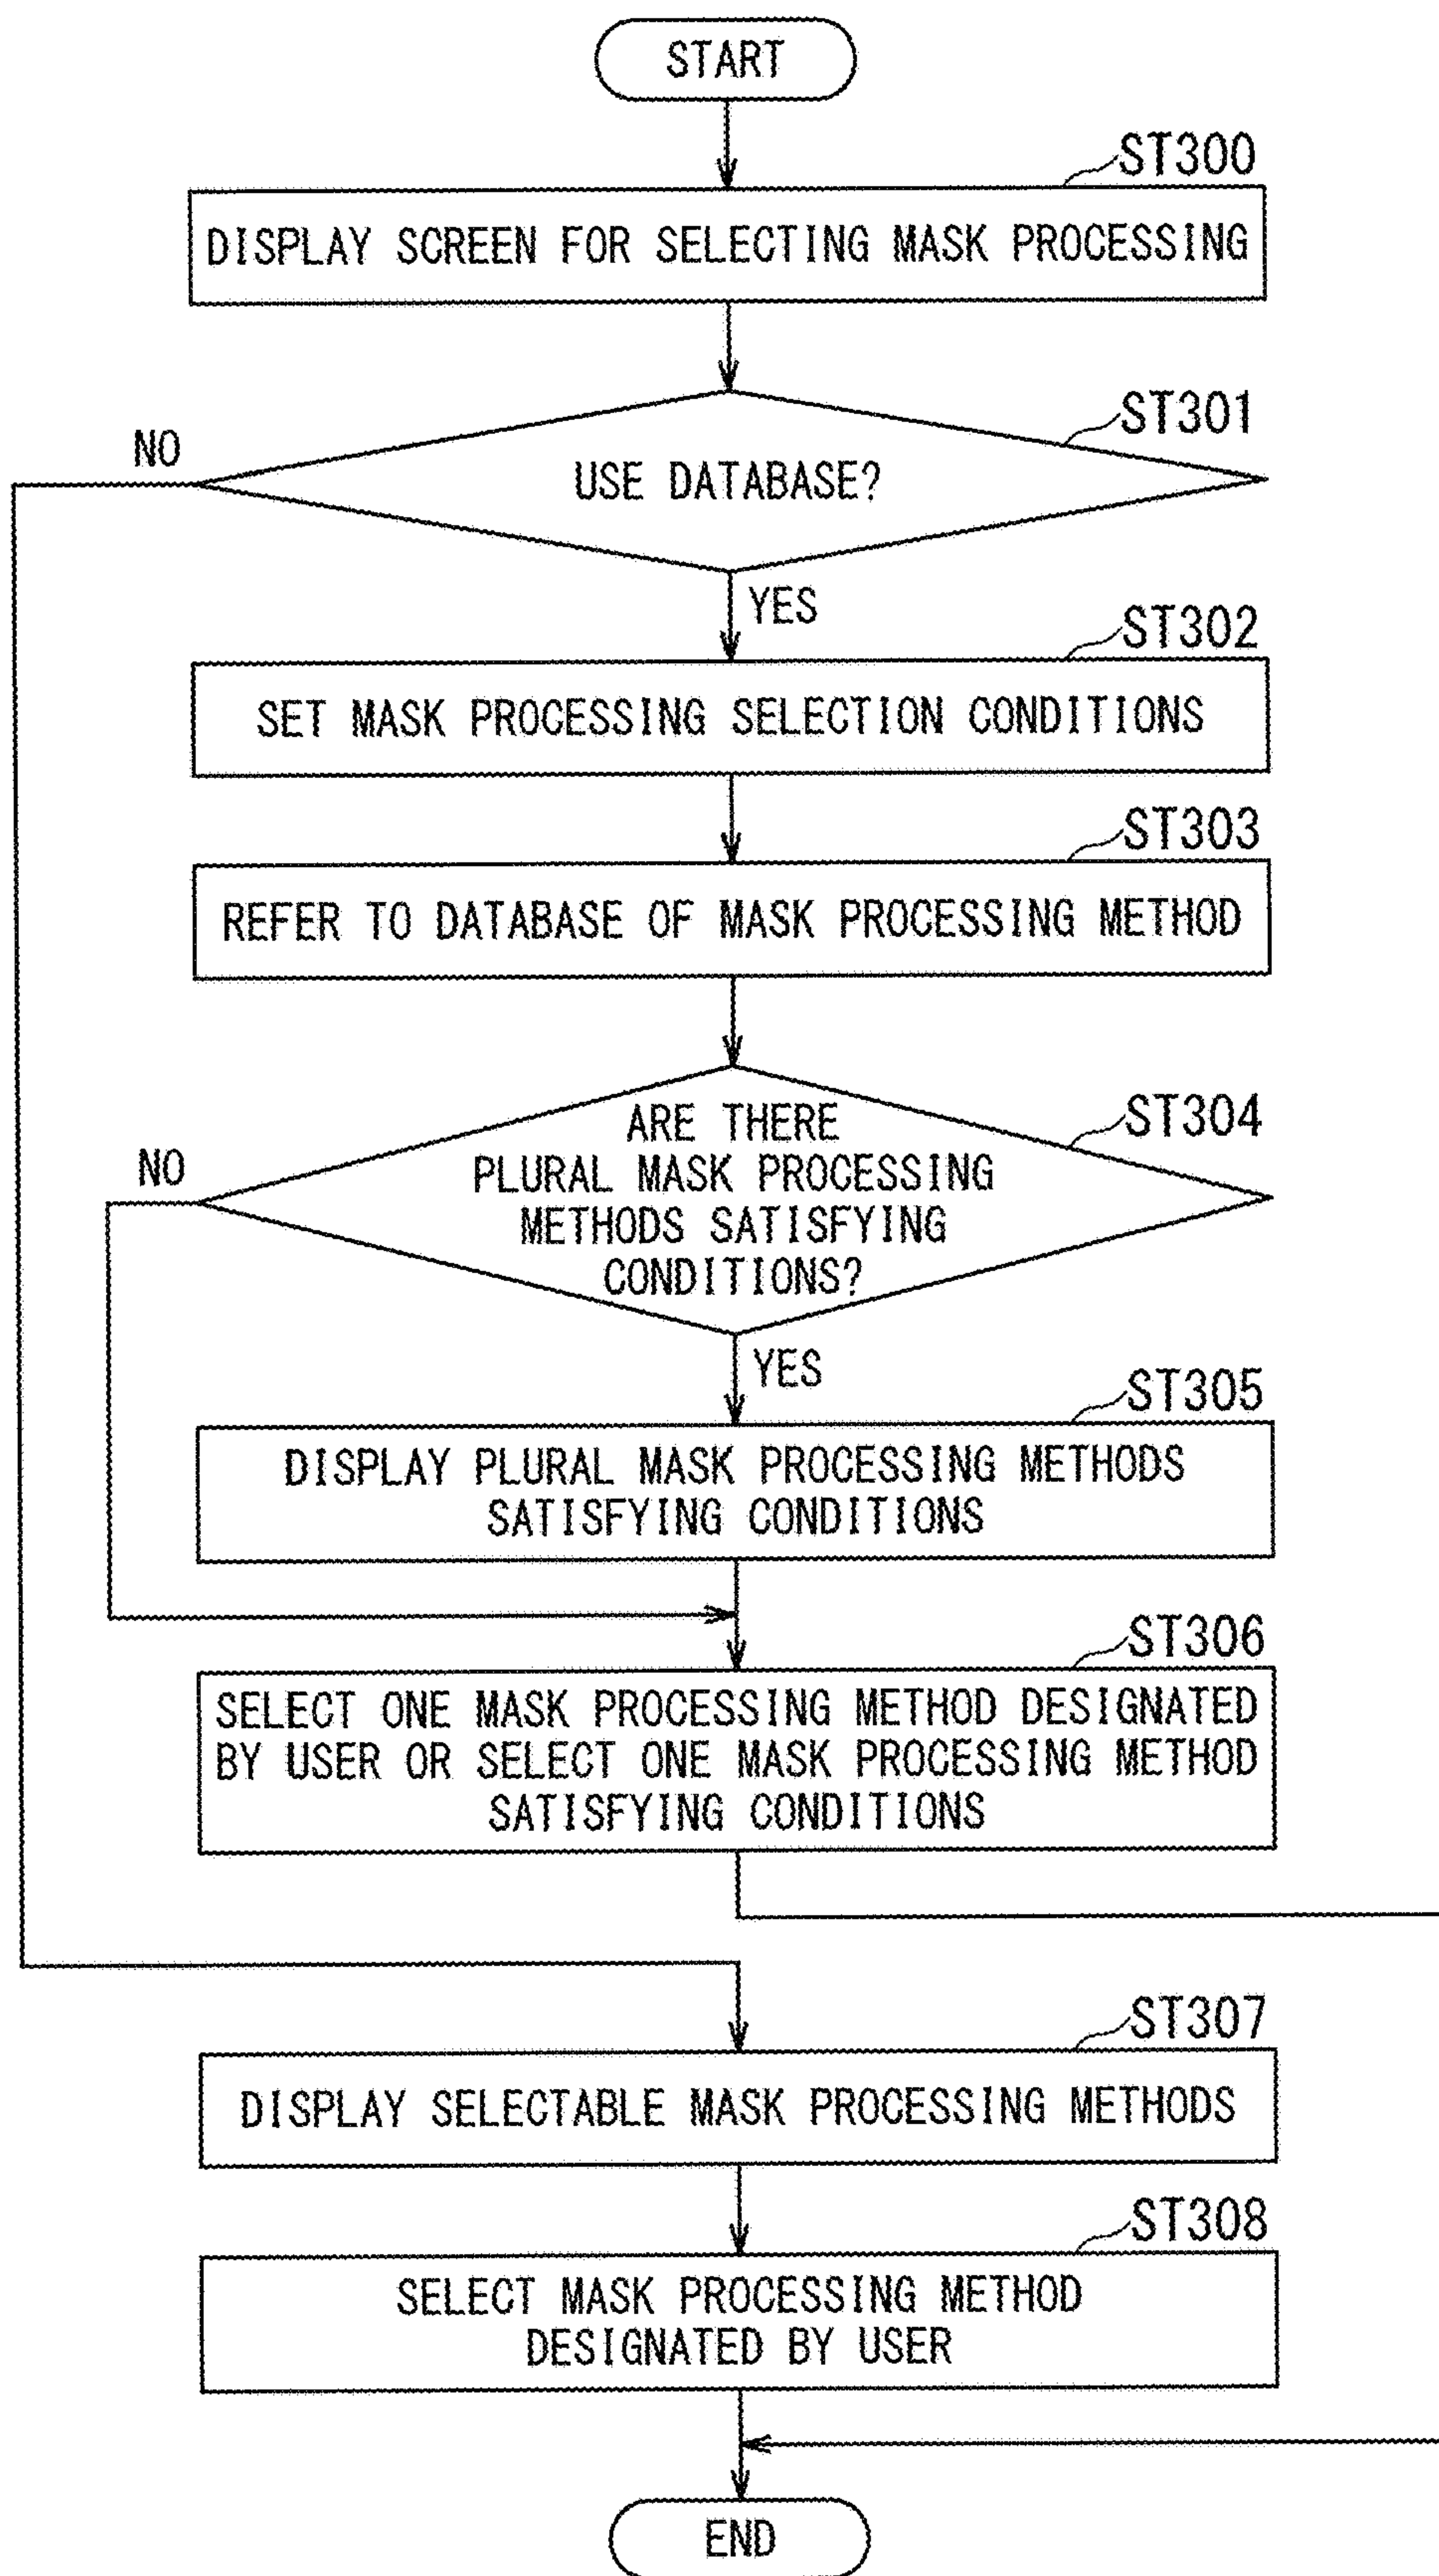 START
ST300
DISPLAY SCREEN FOR SELECTING MASK PROCESSING
ST301
NO
USE DATABASE?
YES
ST302
SET MASK PROCESSING SELECTION CONDITIONS
ST303
REFER TO DATABASE OF MASK PROCESSING METHOD
ST304
NO
ARE THERE
PLURAL MASK PROCESSING
METHODS SATISFYING
CONDITIONS?
YES
ST305
DISPLAY PLURAL MASK PROCESSING METHODS
SATISFYING CONDITIONS
ST306
SELECT ONE MASK PROCESSING METHOD DESIGNATED
BY USER OR SELECT ONE MASK PROCESSING METHOD
SATISFYING CONDITIONS
ST307
DISPLAY SELECTABLE MASK PROCESSING METHODS
ST308
SELECT MASK PROCESSING METHOD
DESIGNATED BY USER
END